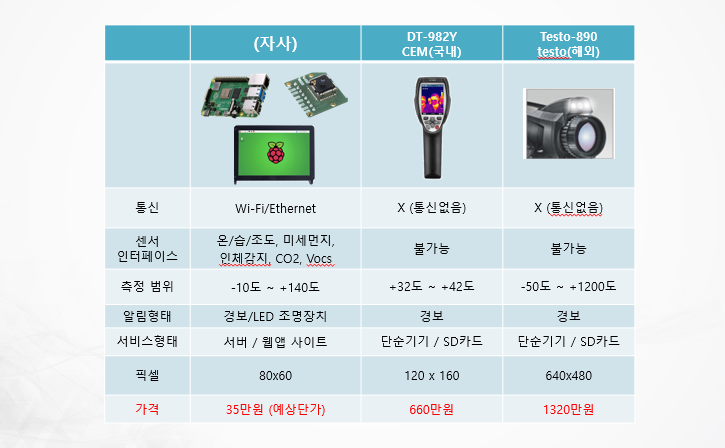 (자사)
DT-982Y
CEM(국내)
Testo-890
testo(해외)
통신
Wi-Fi/Ethernet
X (통신없음)
X (통신없음)
센서
인터페이스
온/습/조도, 미세먼지,
인체감지, CO2, Vocs
불가능
불가능
측정 범위
-10도 ~ +140도
+32도 ~ +42도
-50도 ~ +1200도
알림형태
경보/LED 조명장치
경보
경보
서비스형태
서버 / 웹앱 사이트
단순기기 / SD카드
단순기기 / SD카드
픽셀
80x60
120 x 160
640x480
가격
35만원 (예상단가)
660만원
1320만원